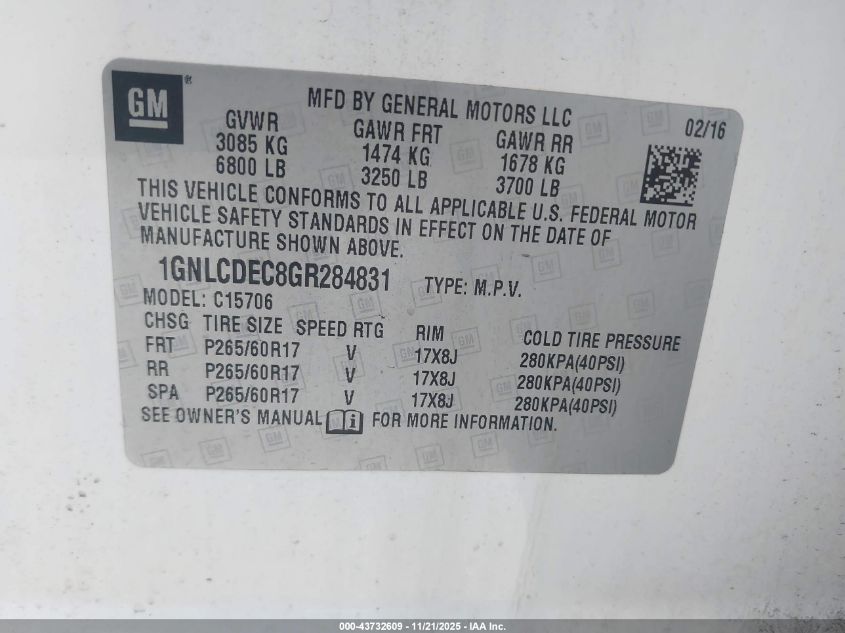 GM ®
MFD BY GENERAL MOTORS LLC
02/16
GVWR GAWR FRT GAWR RR
3085 KG 1474 KG 1678 KG
6800 LB 3250 LB 3700 LB
THIS VEHICLE CONFORMS TO ALL APPLICABLE U.S. FEDERAL MOTOR
VEHICLE SAFETY STANDARDS IN EFFECT ON THE DATE OF
MANUFACTURE SHOWN ABOVE.
1GNLCDEC8GR284831 TYPE: M.P.V.
MODEL: C15706
CHSG TIRE SIZE SPEED RTG RIM COLD TIRE PRESSURE
FRT P265/60R17 V 17X8J 280KPA(40PSI)
RR P265/60R17 V 17X8J 280KPA(40PSI)
SPA P265/60R17 V 17X8J 280KPA(40PSI)
SEE OWNER'S MANUAL FOR MORE INFORMATION.
000-43732609 - 11/21/2025 - IAA Inc.